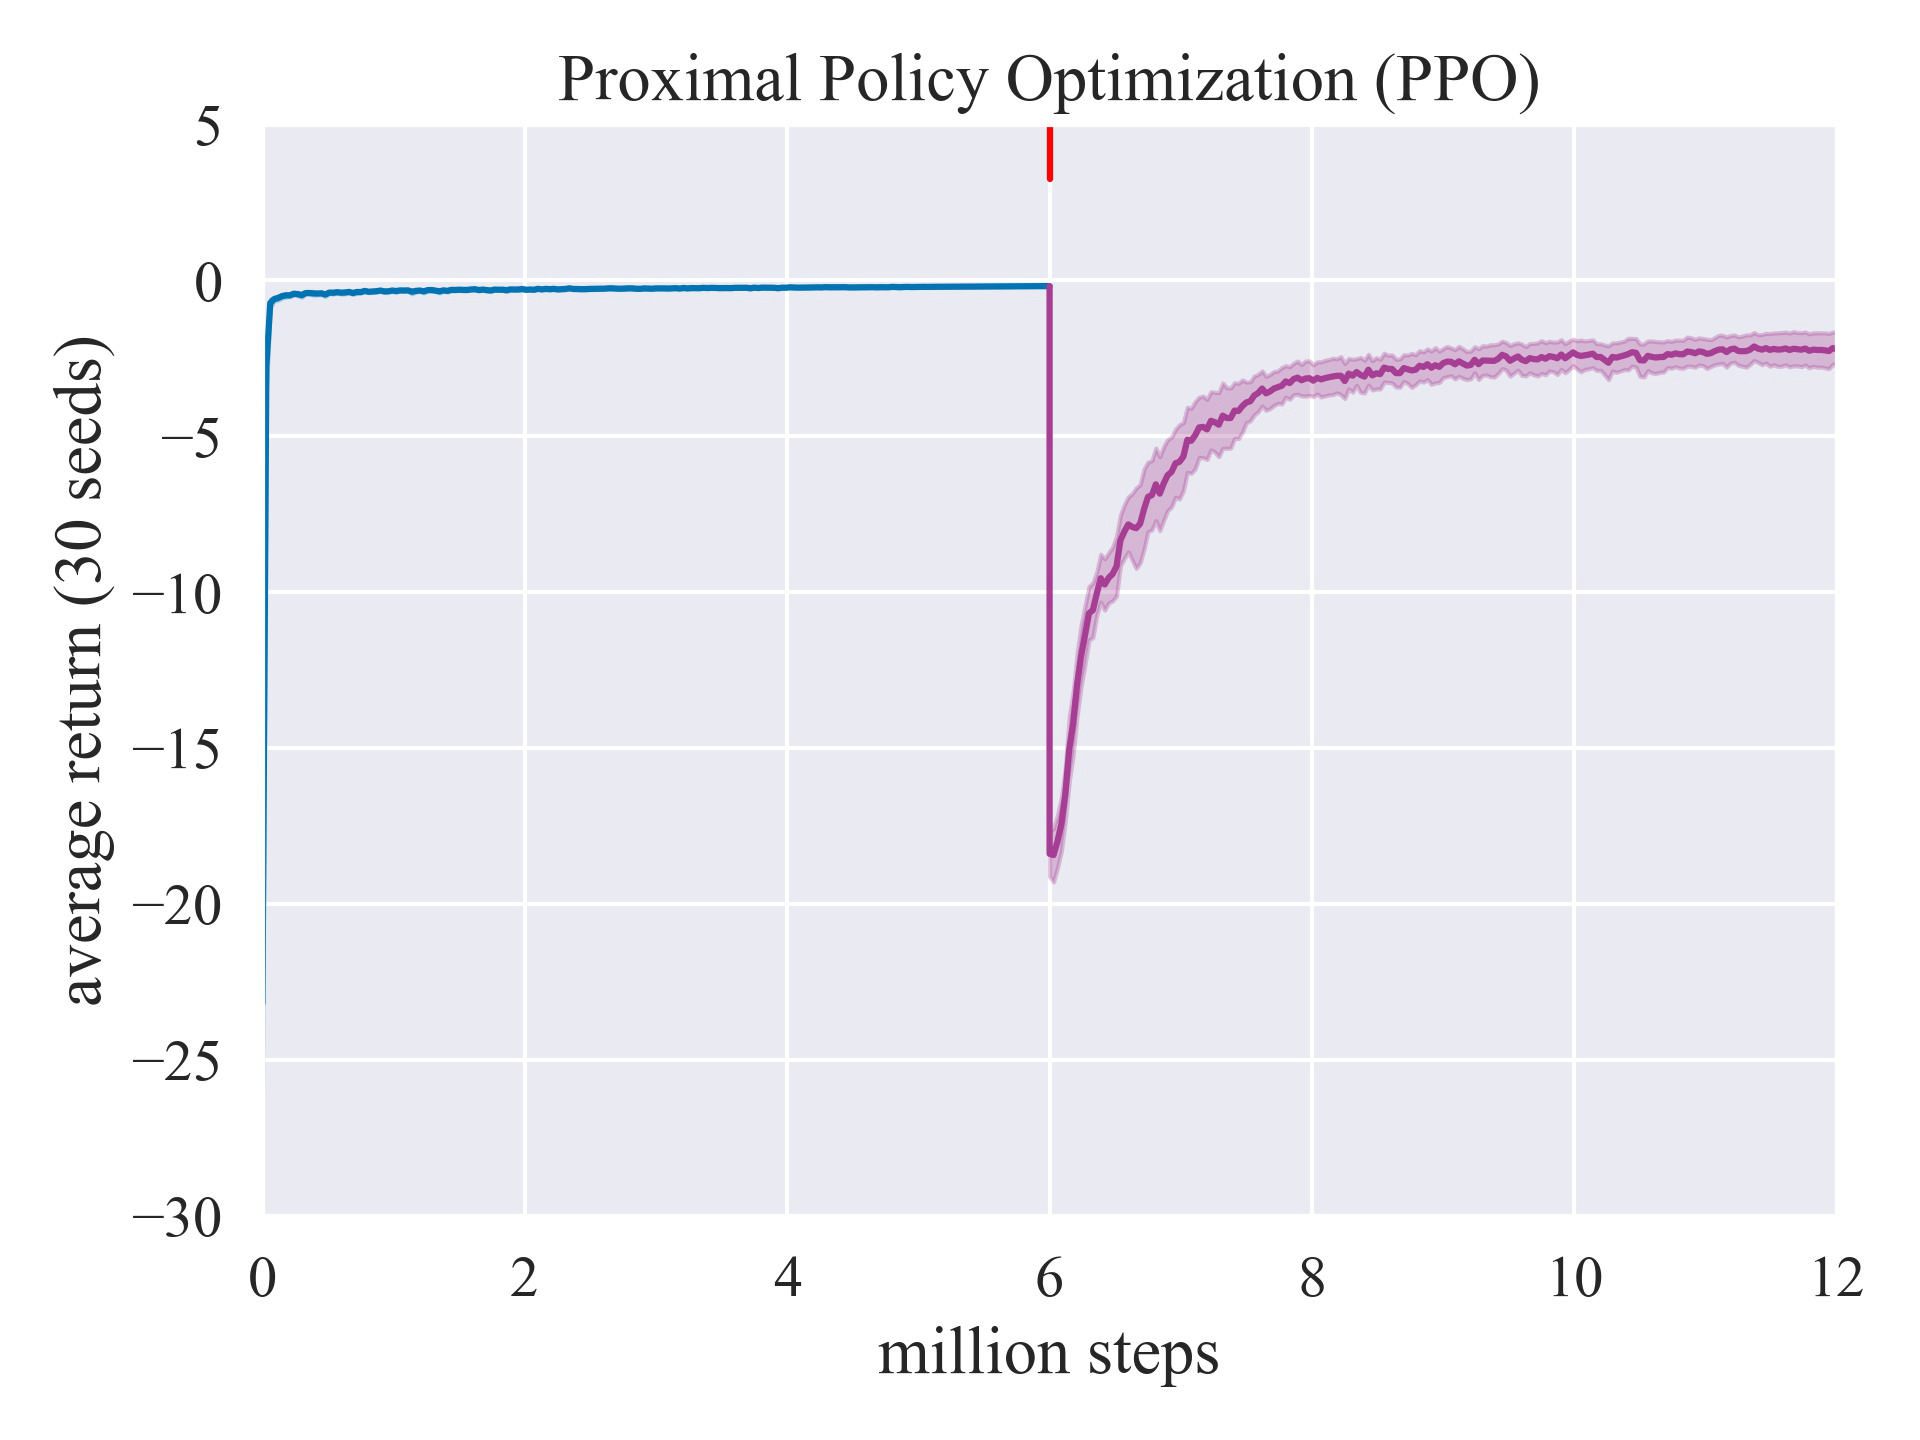 Proximal Policy Optimization (PPO)
5
0
−5
−10
−15
−20
−25
−30
average return (30 seeds)
0 2 4 6 8 10 12
million steps